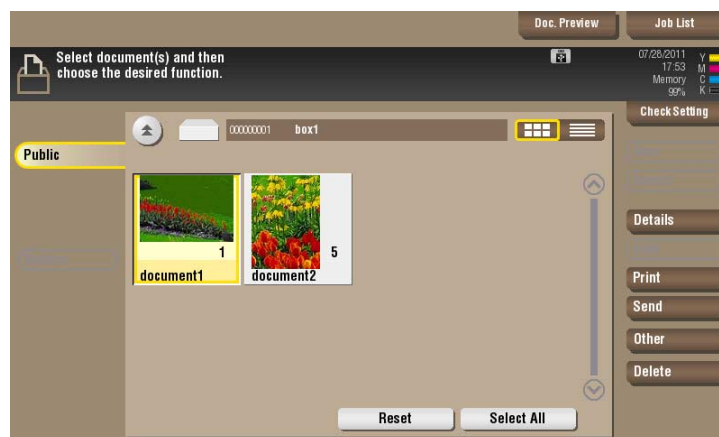 Doc. Preview
Job List
Select document(s) and then
choose the desired function.
07/28/2011
17:53
Memory
99%
Y
M
C
K
Check Setting
00000001 box1
Public
1
document1
5
document2
Details
Print
Send
Other
Delete
Reset
Select All